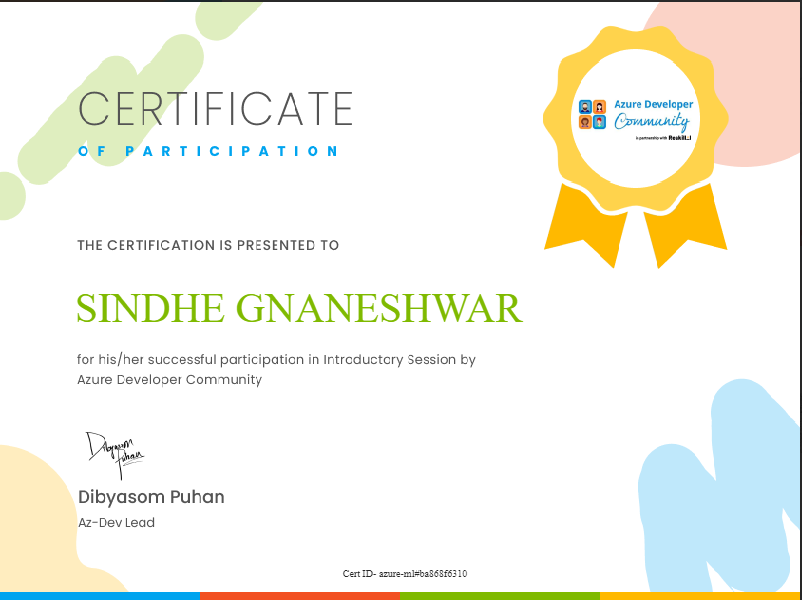 CERTIFICATE
OF PARTICIPATION
Azure Developer
Community
in partnership with Reskilll
THE CERTIFICATION IS PRESENTED TO
SINDHE GNANESHWAR
for his/her successful participation in Introductory Session by
Azure Developer Community
Dibyasom
Puhan
Dibyasom Puhan
Az-Dev Lead
Cert ID- azure-ml#ba868f6310